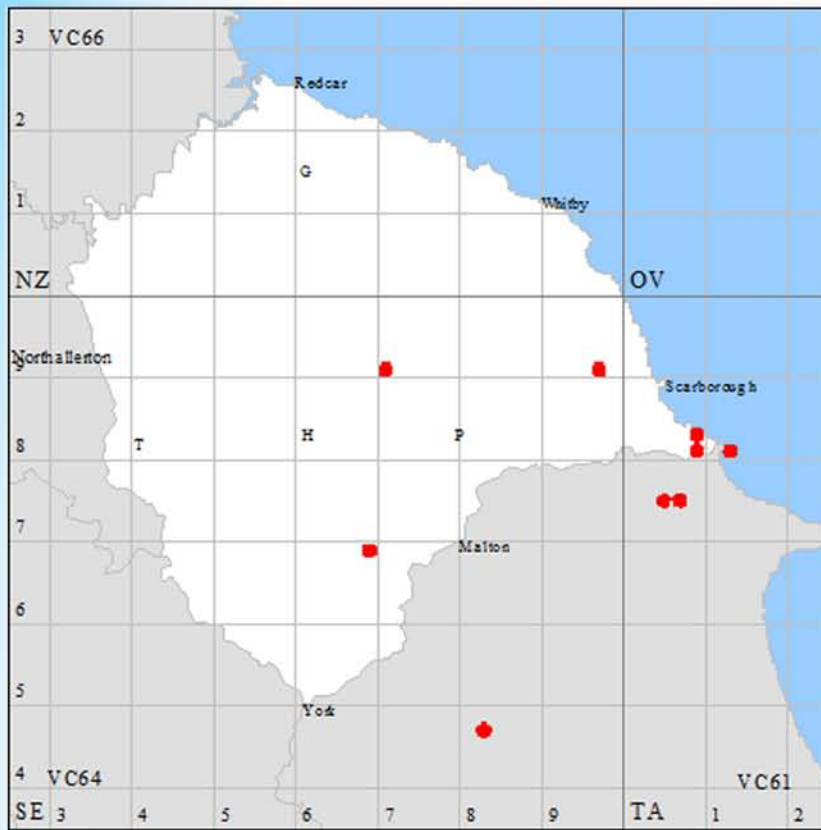 3 VC66
Redcar
2
G
1
Whitby
NZ
OV
Northallerton
9
Scarborough
8
T
H
P
7
Malton
6
5
York
4
VC64
VC61
SE 3 4 5 6 7 8 9 TA 1 2